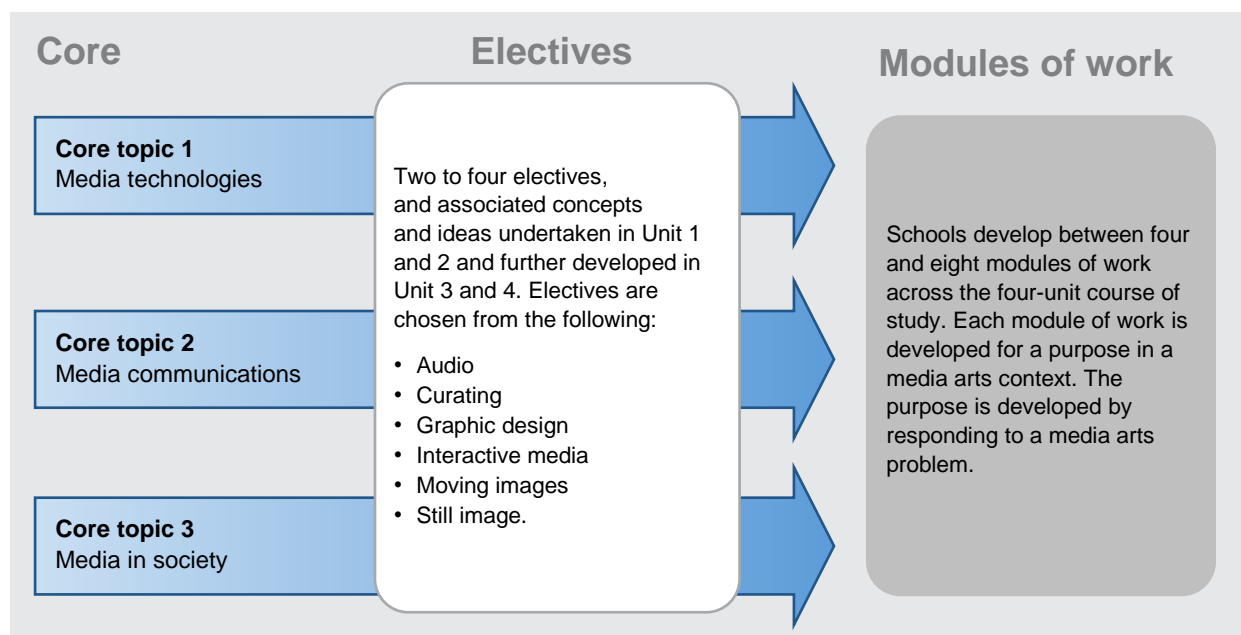 Core
Electives
Modules of work
Core topic 1
Media technologies
Core topic 2
Media communications
Core topic 3
Media in society
Two to four electives,
and associated concepts
and ideas undertaken in Unit 1
and 2 and further developed in
Unit 3 and 4. Electives are
chosen from the following:
• Audio
• Curating
• Graphic design
• Interactive media
• Moving images
• Still image.
Schools develop between four
and eight modules of work
across the four-unit course of
study. Each module of work is
developed for a purpose in a
media arts context. The
purpose is developed by
responding to a media arts
problem.